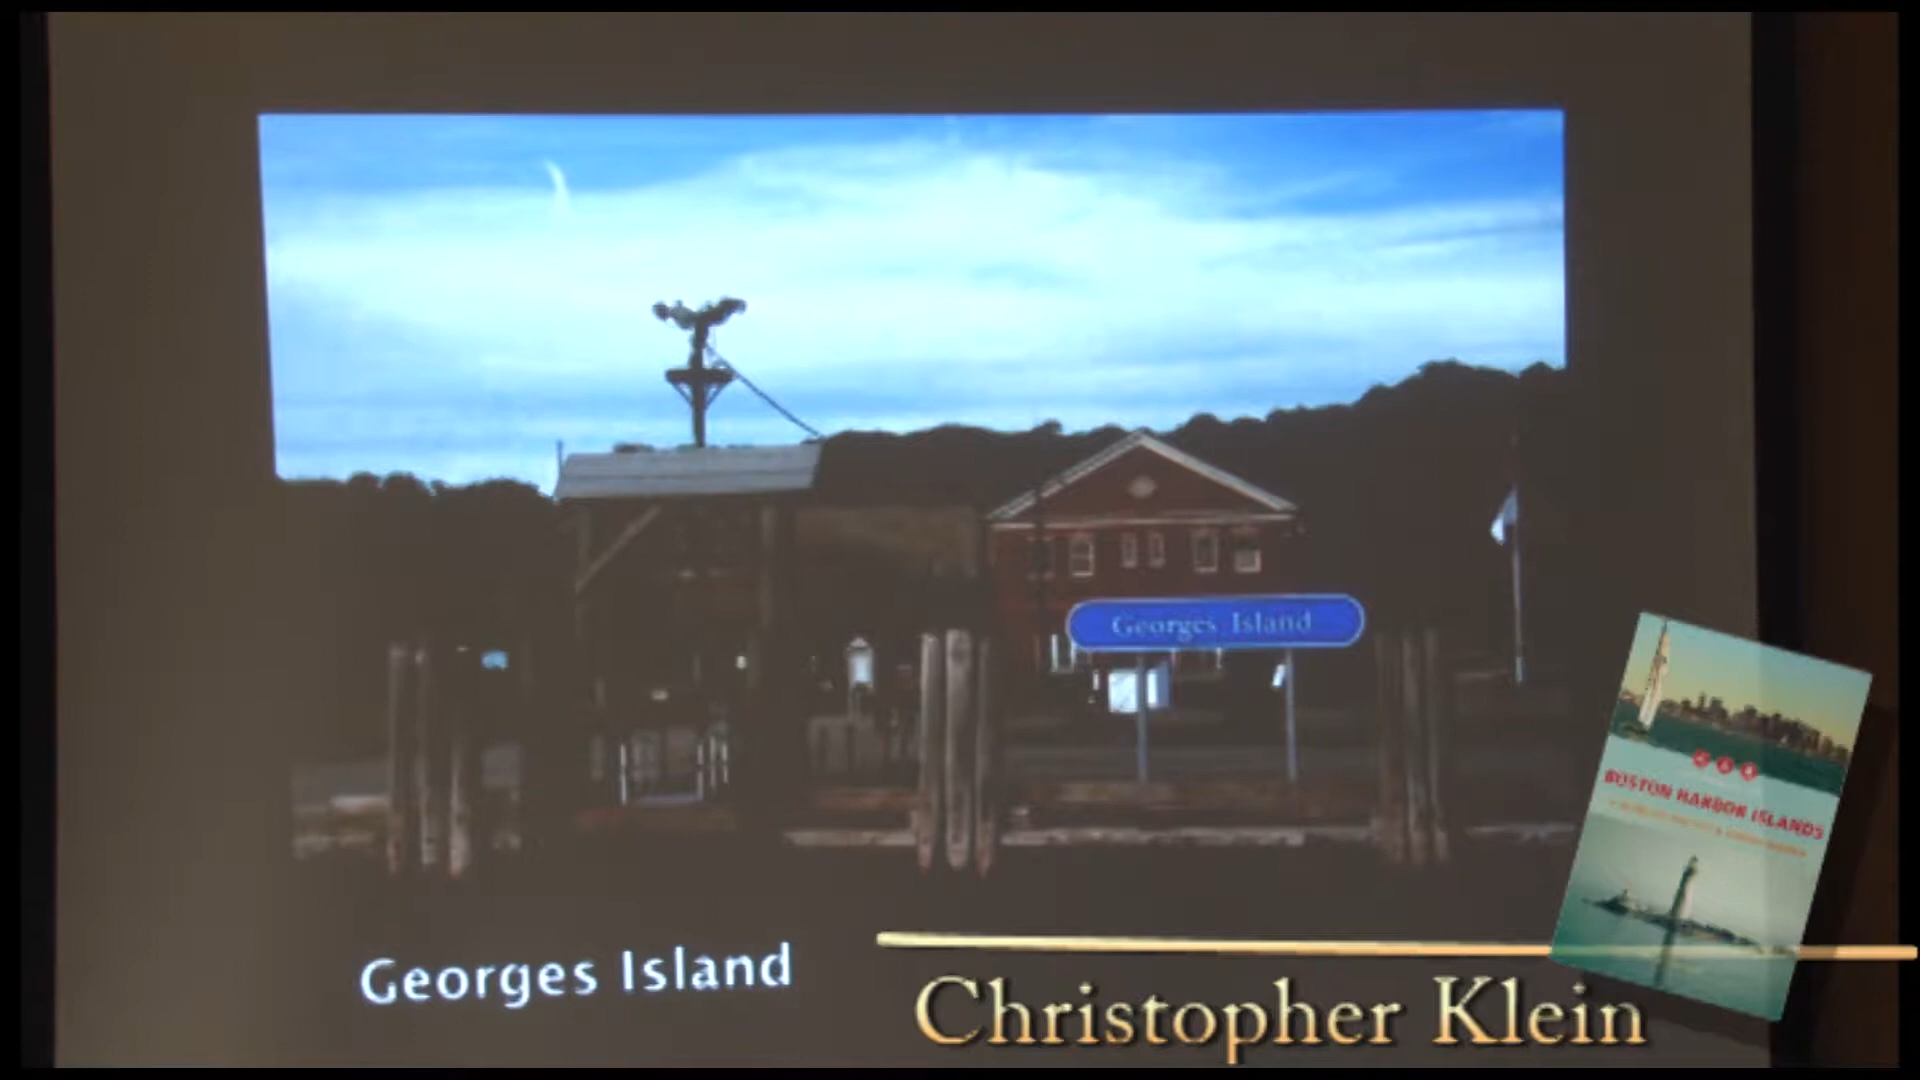 Georges Island
BOSTON HARBOR ISLANDS
Georges Island
Christopher Klein